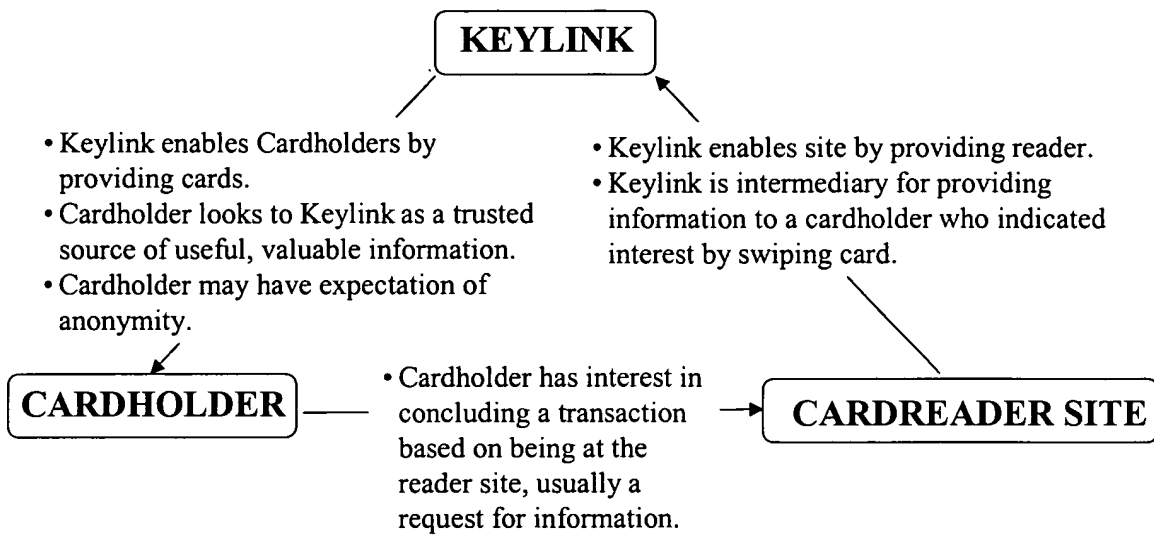 KEYLINK
• Keylink enables Cardholders by
providing cards.
• Cardholder looks to Keylink as a trusted
source of useful, valuable information.
• Cardholder may have expectation of
anonymity.
• Keylink enables site by providing reader.
• Keylink is intermediary for providing
information to a cardholder who indicated
interest by swiping card.
CARDHOLDER
• Cardholder has interest in
concluding a transaction
based on being at the
reader site, usually a
request for information.
CARDREADER SITE